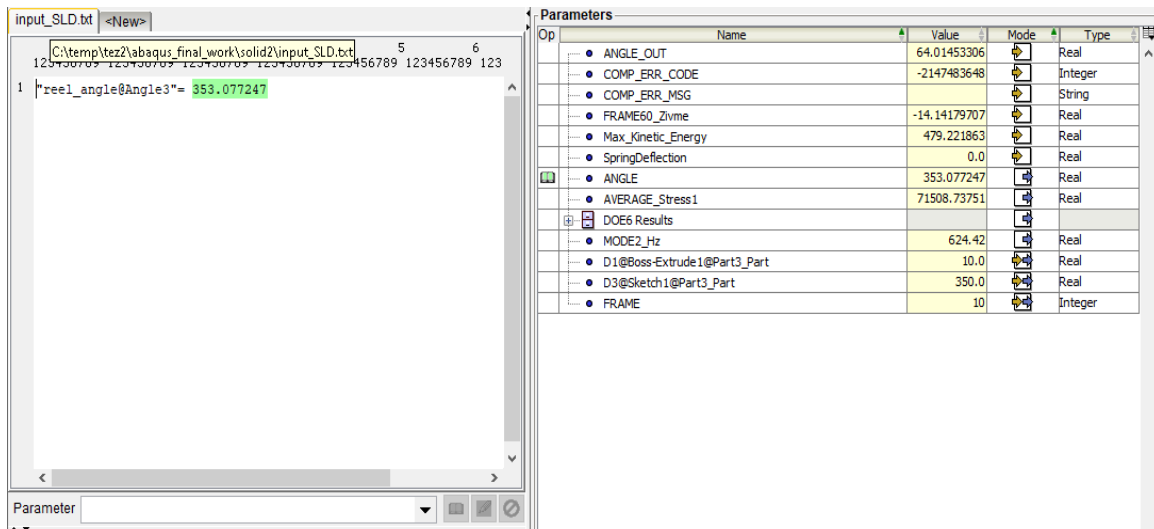 input_SLD.txt <New>
C:\temp\tez2\abaqus_final_work\solid2\input_SLD.txt 5 6
456789 123456789 123
1 "reel_angle@Angle3"= 353.077247
Parameter
Parameters
Op Name Value Mode Type
ANGLE_OUT 64.01453306 Real
COMP_ERR_CODE -2147483648 Integer
COMP_ERR_MSG String
FRAME60_Zivme -14.14179707 Real
Max_Kinetic_Energy 479.221863 Real
SpringDeflection 0.0 Real
ANGLE 353.077247 Real
AVERAGE_Stress1 71508.73751 Real
DOE6 Results
MODE2_Hz 624.42 Real
D1@Boss-Extrude1@Part3_Part 10.0 Real
D3@Sketch1@Part3_Part 350.0 Real
FRAME 10 Integer